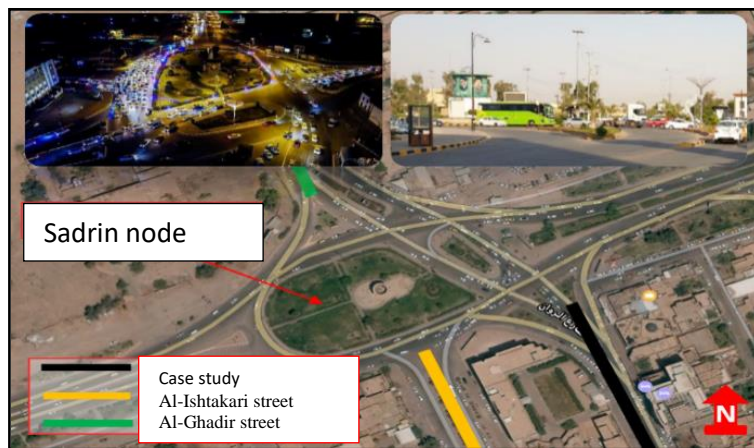 Sadrin node
Case study
Al-Ishtakari street
Al-Ghadir street
N